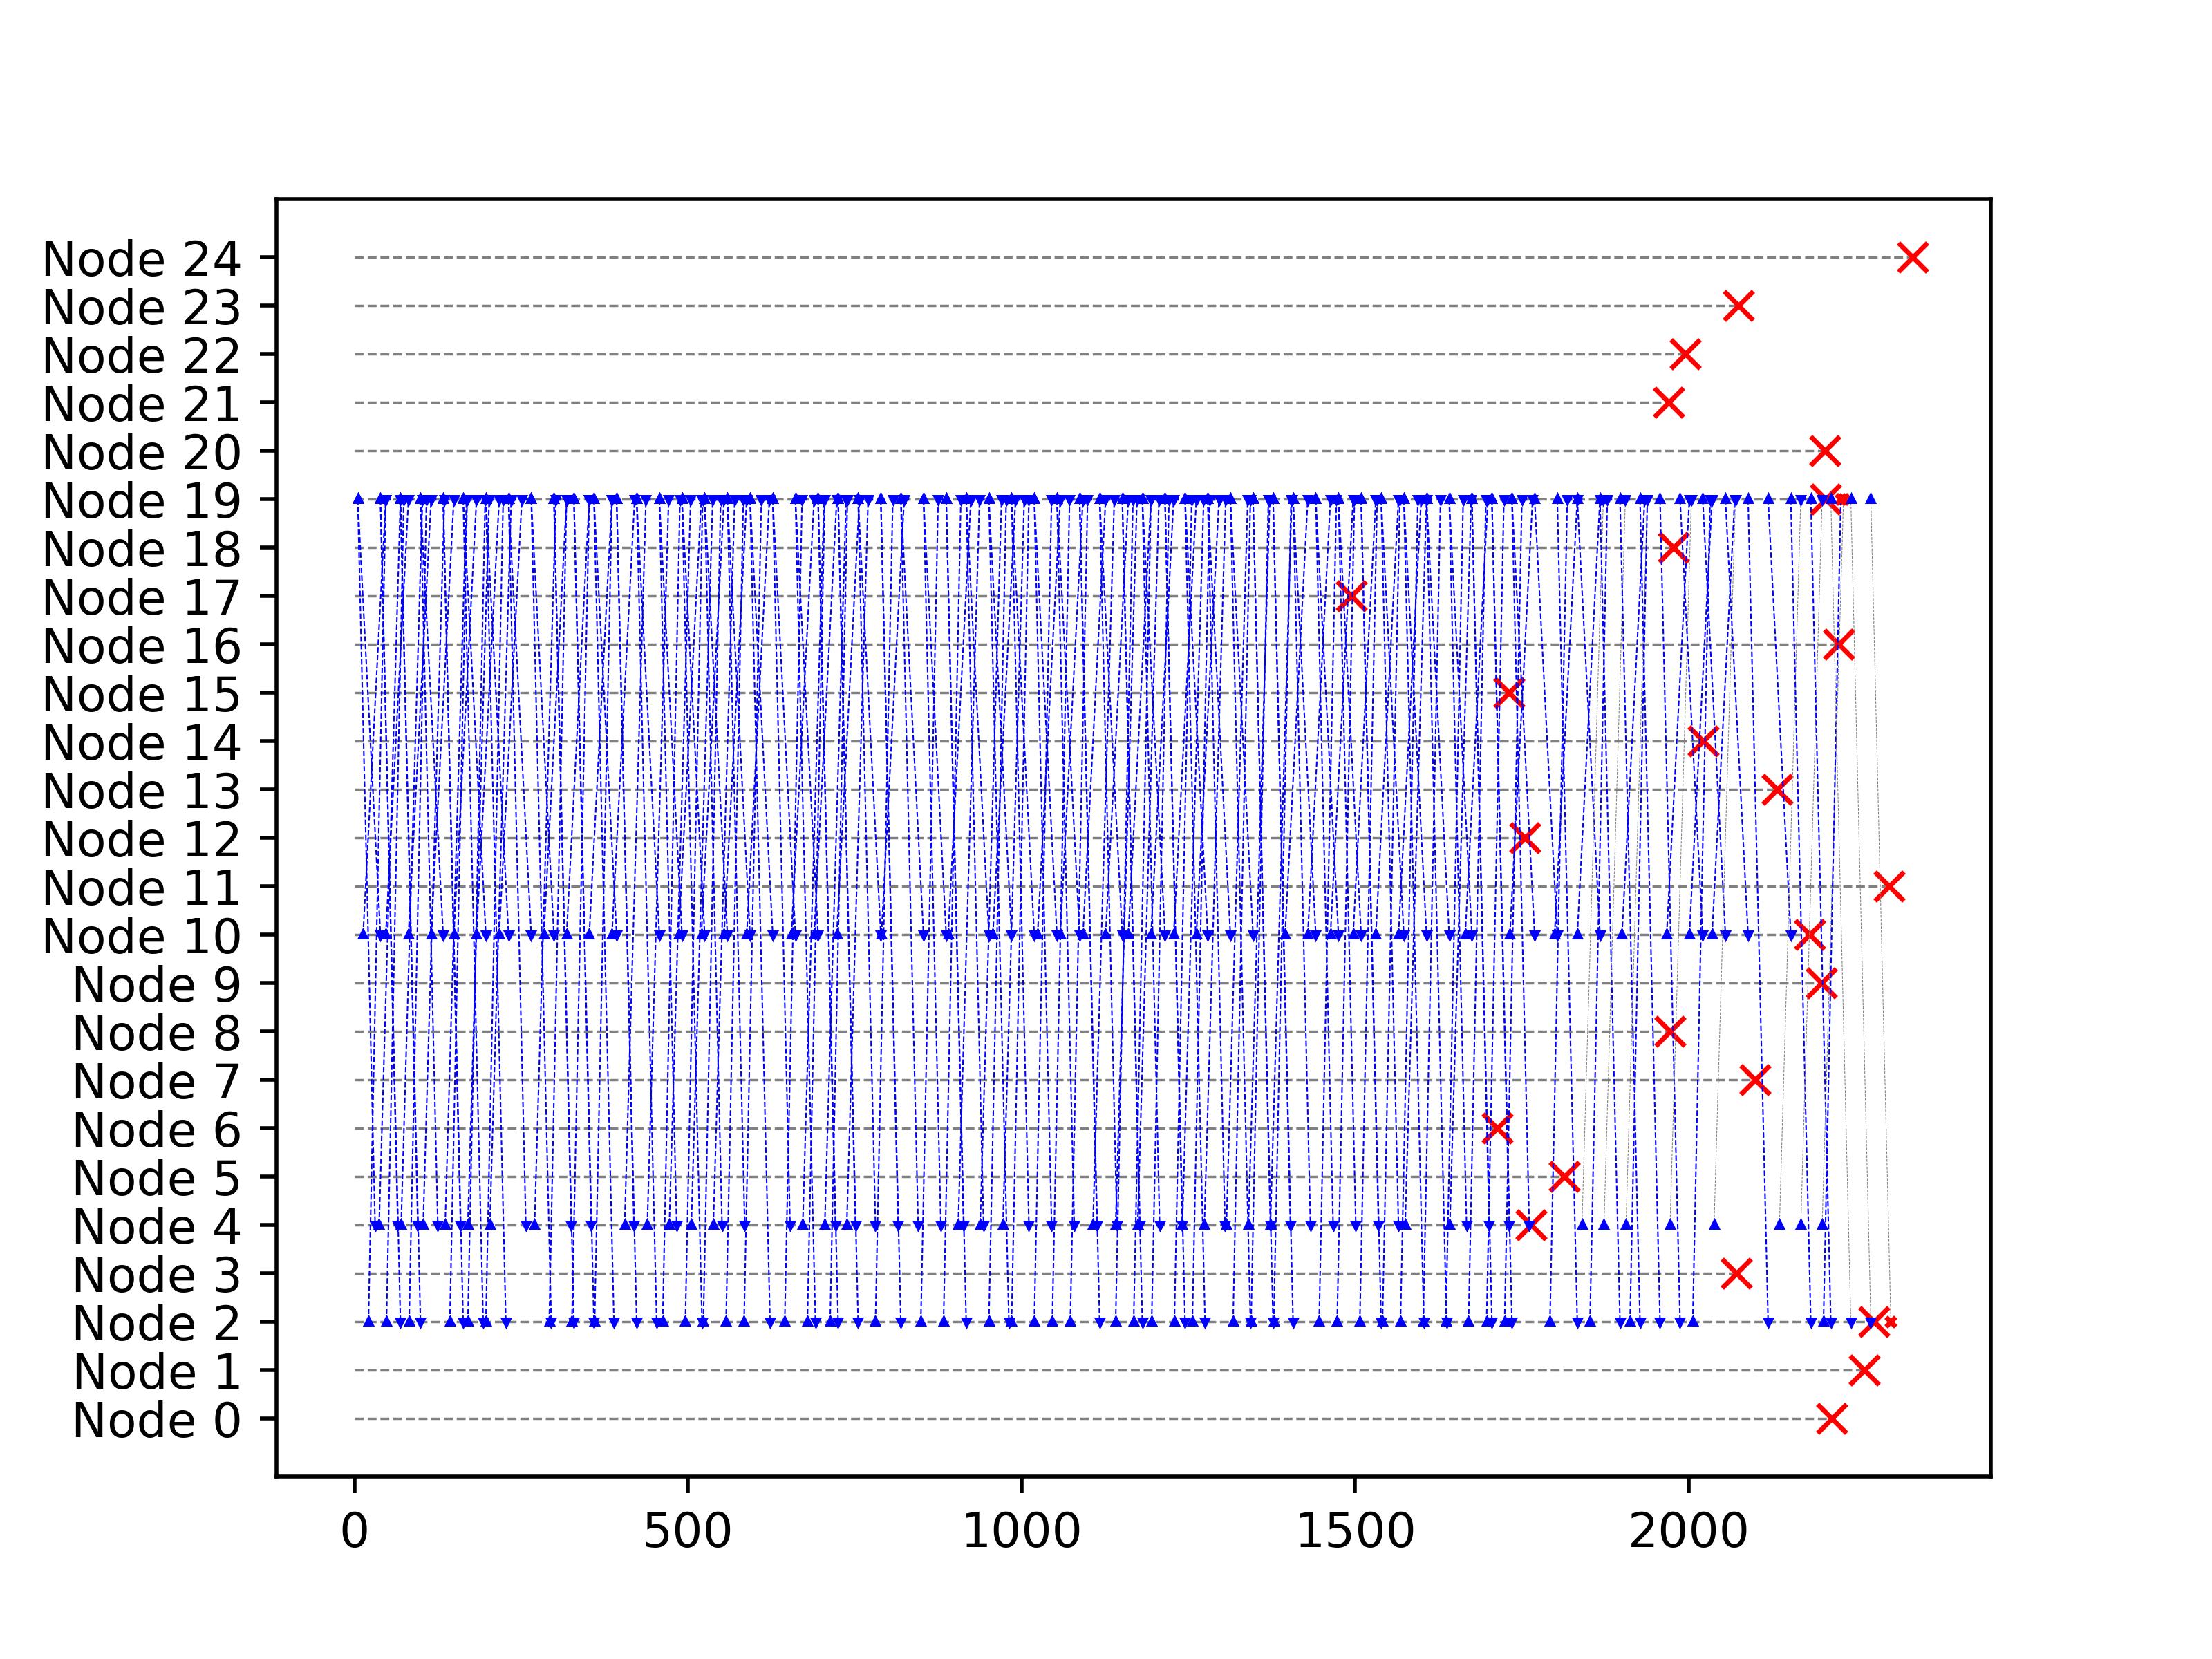 Node 24
Node 23
Node 22
Node 21
Node 20
Node 19
Node 18
Node 17
Node 16
Node 15
Node 14
Node 13
Node 12
Node 11
Node 10
Node 9
Node 8
Node 7
Node 6
Node 5
Node 4
Node 3
Node 2
Node 1
Node 0
0 500 1000 1500 2000